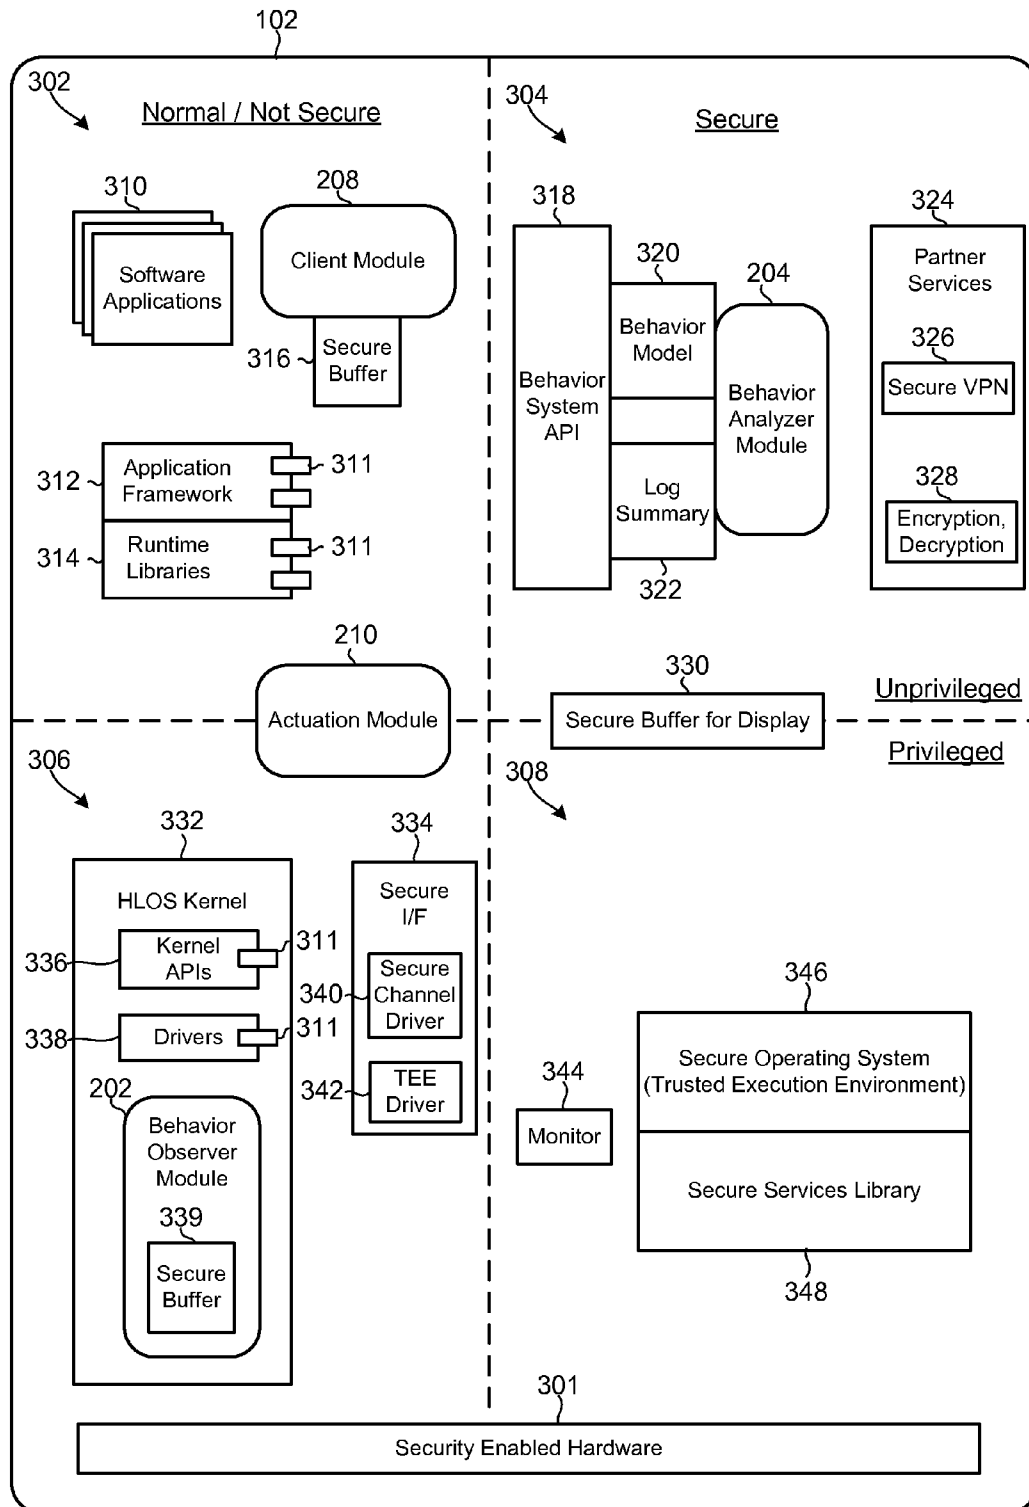 102
302
Normal / Not Secure
304
Secure
310
Software
Applications
208
Client Module
316
Secure
Buffer
312
Application
Framework
311
314
Runtime
Libraries
311
318
Behavior
System
API
320
Behavior
Model
204
Behavior
Analyzer
Module
Log
Summary
322
324
Partner
Services
326
Secure VPN
328
Encryption,
Decryption
210
Actuation Module
330
Secure Buffer for Display
Unprivileged
Privileged
306
332
HLOS Kernel
336
Kernel
APIs
311
338
Drivers
311
202
Behavior
Observer
Module
339
Secure
Buffer
334
Secure
I/F
340
Secure
Channel
Driver
342
TEE
Driver
308
344
Monitor
346
Secure Operating System
(Trusted Execution Environment)
Secure Services Library
348
301
Security Enabled Hardware